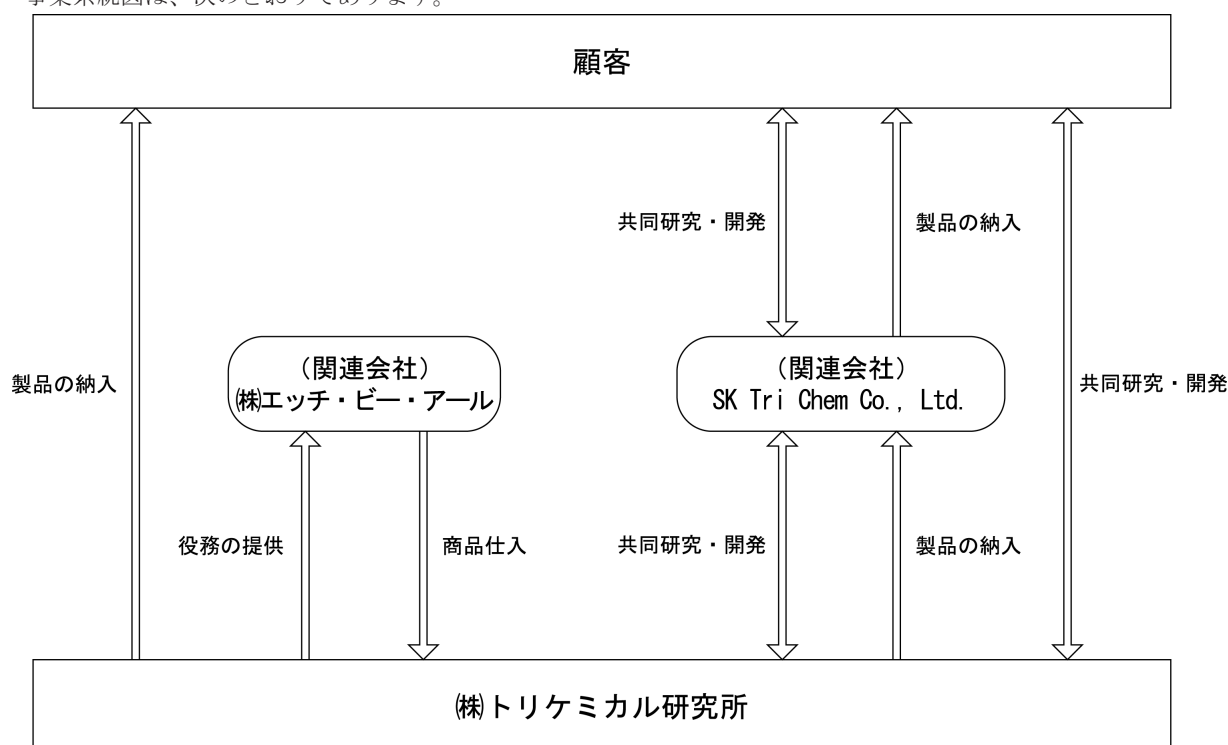 事業系統図は、次のとおりであります。
顧客
共同研究・開発
製品の納入
製品の納入
(関連会社)
㈱エッチ・ビー・アール
(関連会社)
SK Tri Chem Co., Ltd.
共同研究・開発
役務の提供
商品仕入
共同研究・開発
製品の納入
㈱トリケミカル研究所